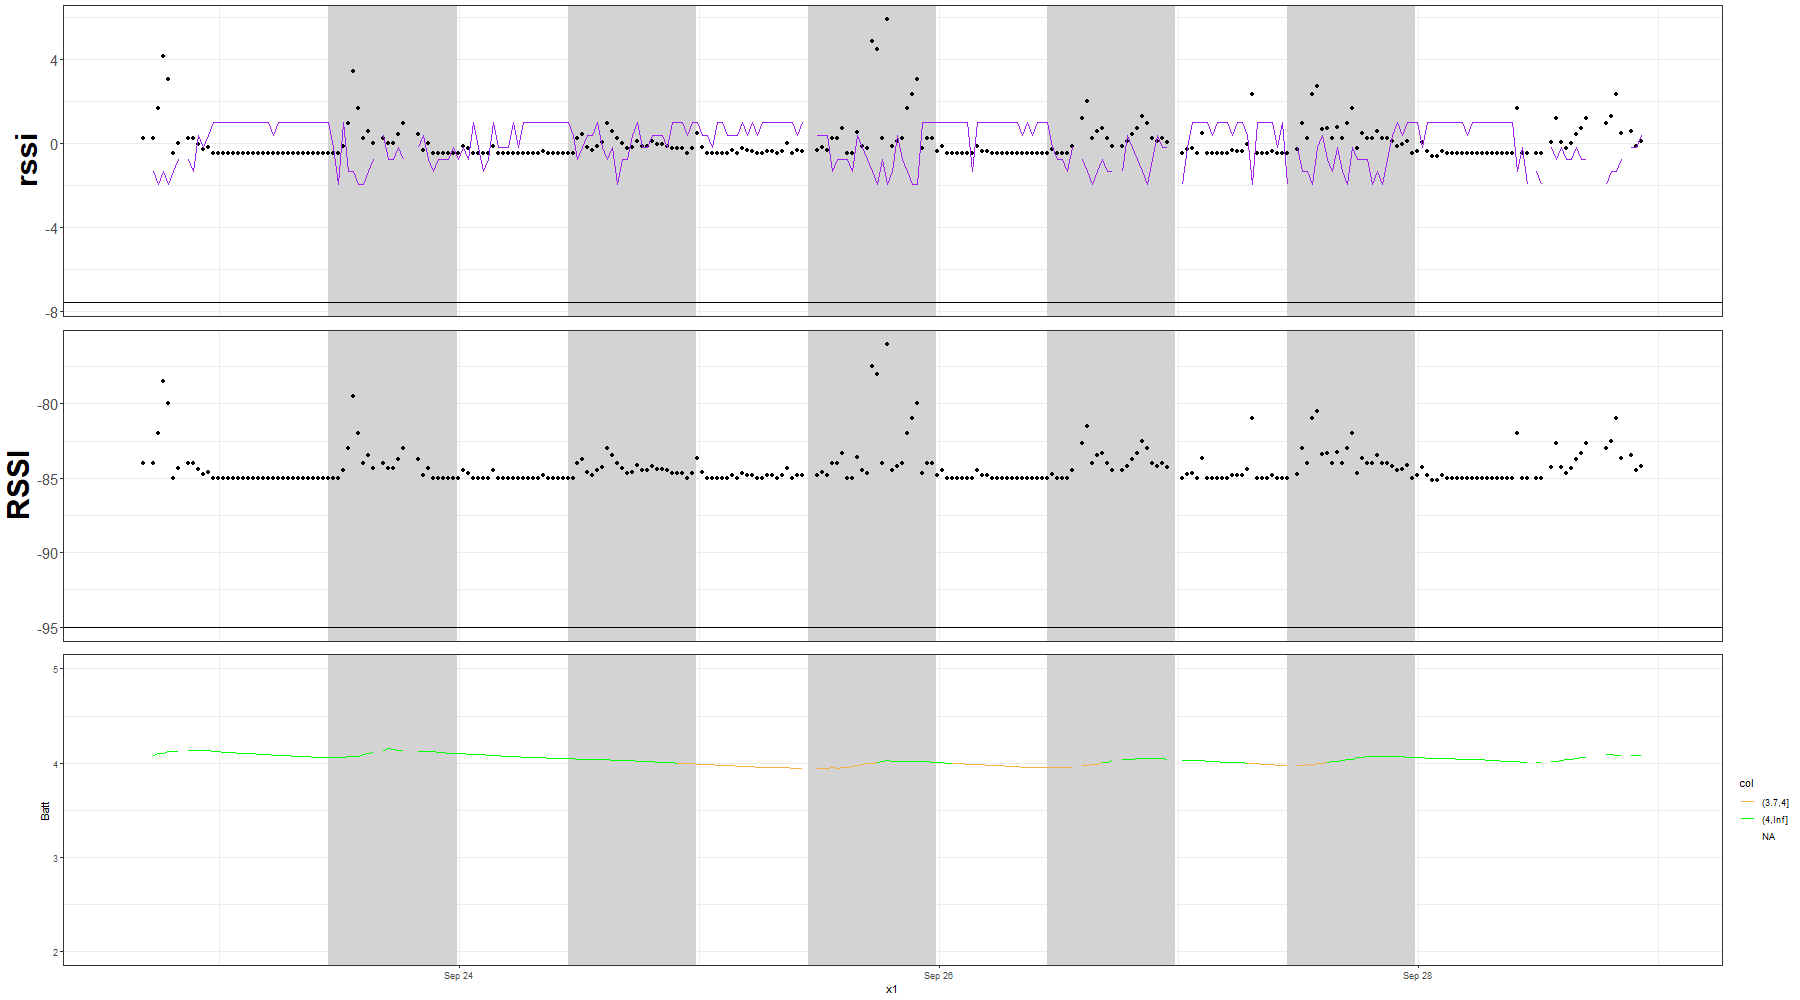 rssi
4
0
-4
-8
RSSI
-80
-85
-90
-95
Batt
5
4
3
2
Sep 24
Sep 26
Sep 28
x1
col
(3.7,4]
(4,Inf]
NA